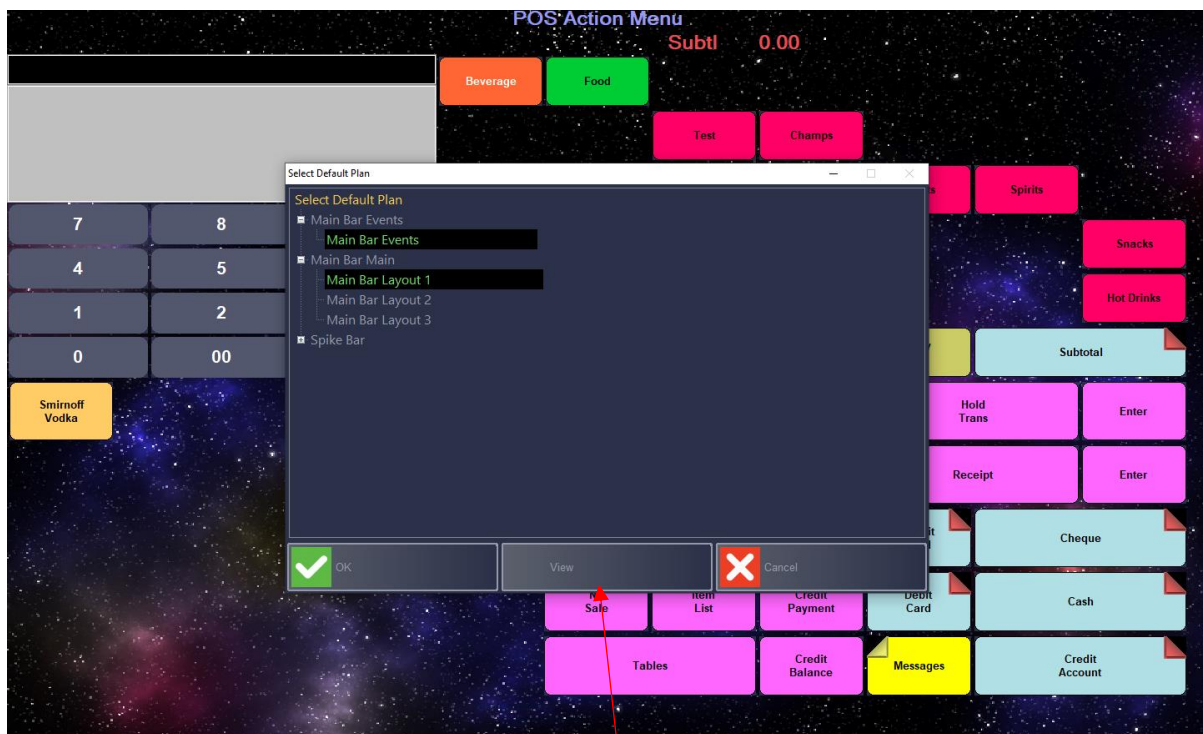 POS Action Menu
Subtl 0.00
Beverage
Food
Test
Champs
Select Default Plan
Spirits
Select Default Plan
Main Bar Events
Main Bar Events
Main Bar Main
Main Bar Layout 1
Main Bar Layout 2
Main Bar Layout 3
Spike Bar
7
8
Snacks
4
5
Hot Drinks
1
2
0
00
Subtotal
Smirnoff
Vodka
Hold
Trans
Enter
Receipt
Enter
Cheque
OK
View
Cancel
Sale
Item
List
Credit
Payment
Debit
Card
Cash
Tables
Credit
Balance
Messages
Credit
Account